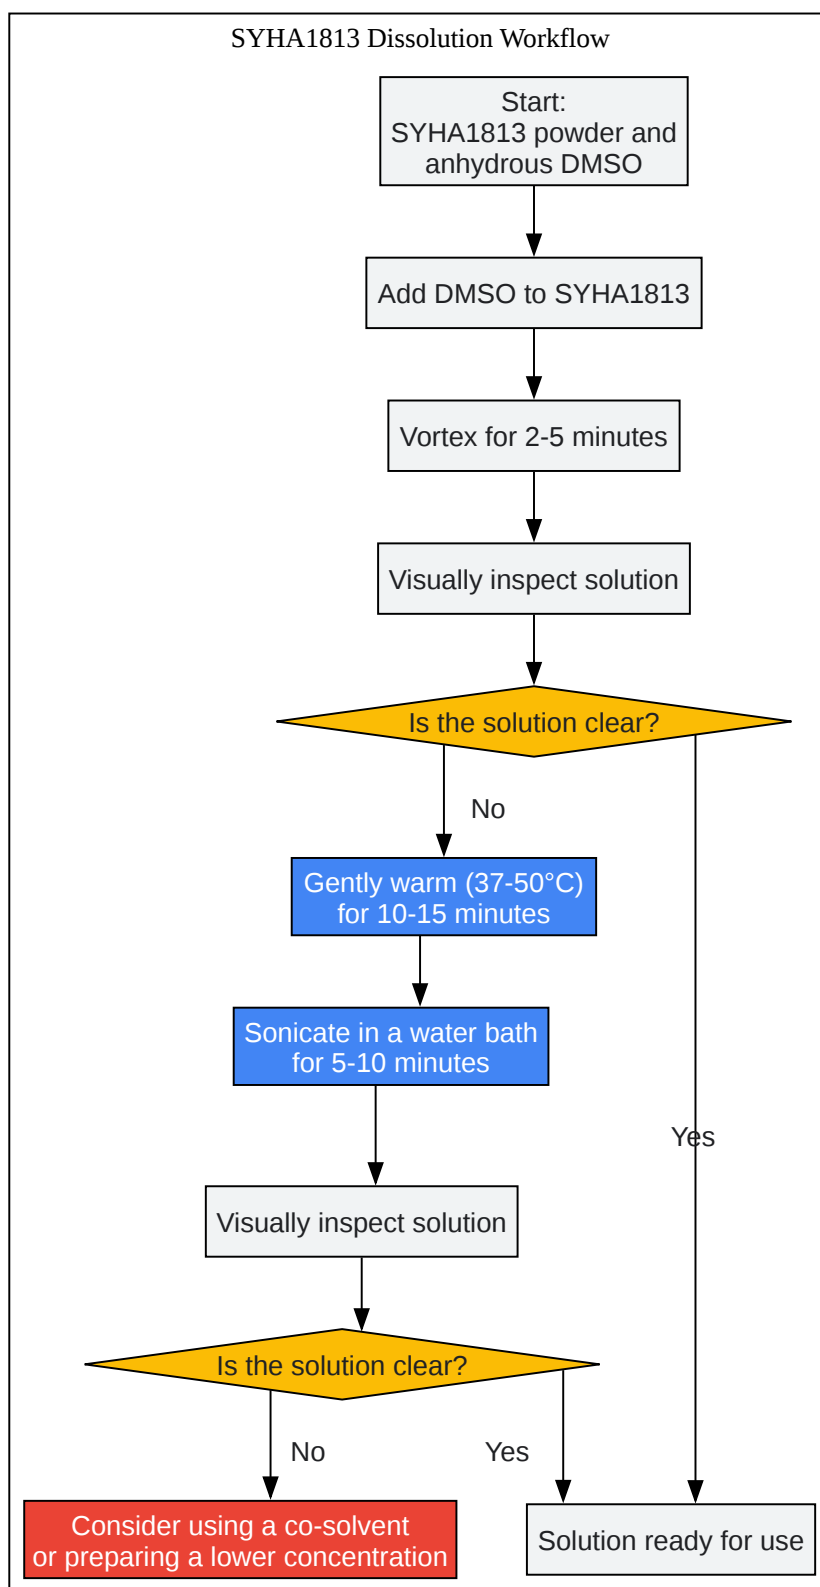 SYHA1813 Dissolution Workflow
Start:
SYHA1813 powder and
anhydrous DMSO
Add DMSO to SYHA1813
Vortex for 2-5 minutes
Visually inspect solution
Is the solution clear?
No
Gently warm (37-50°C)
for 10-15 minutes
Sonicate in a water bath
for 5-10 minutes
Yes
Visually inspect solution
Is the solution clear?
No
Yes
Consider using a co-solvent
or preparing a lower concentration
Solution ready for use